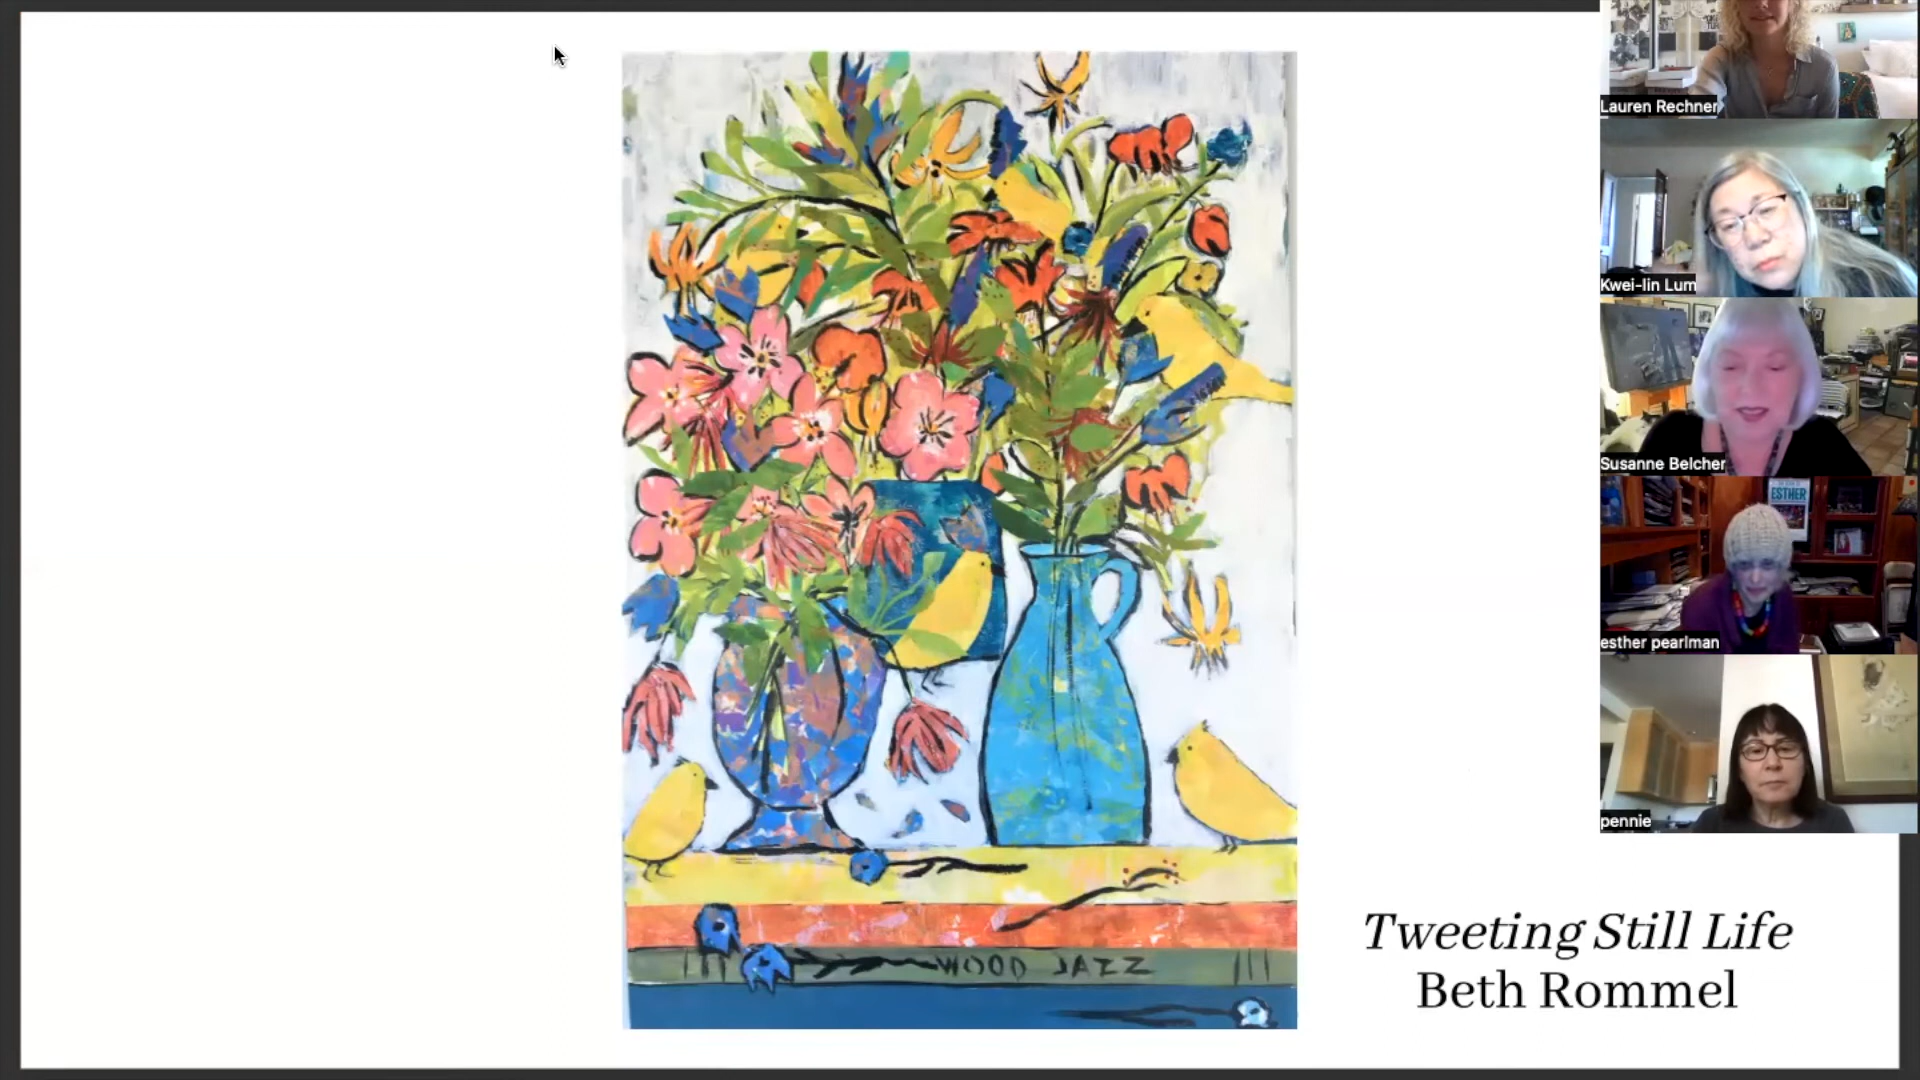 Lauren Rechner
Kwei-lin Lum
Susanne Belcher
ESTHER
esther pearlman
pennie
WOOD JAZZ
Tweeting Still Life
Beth Rommel